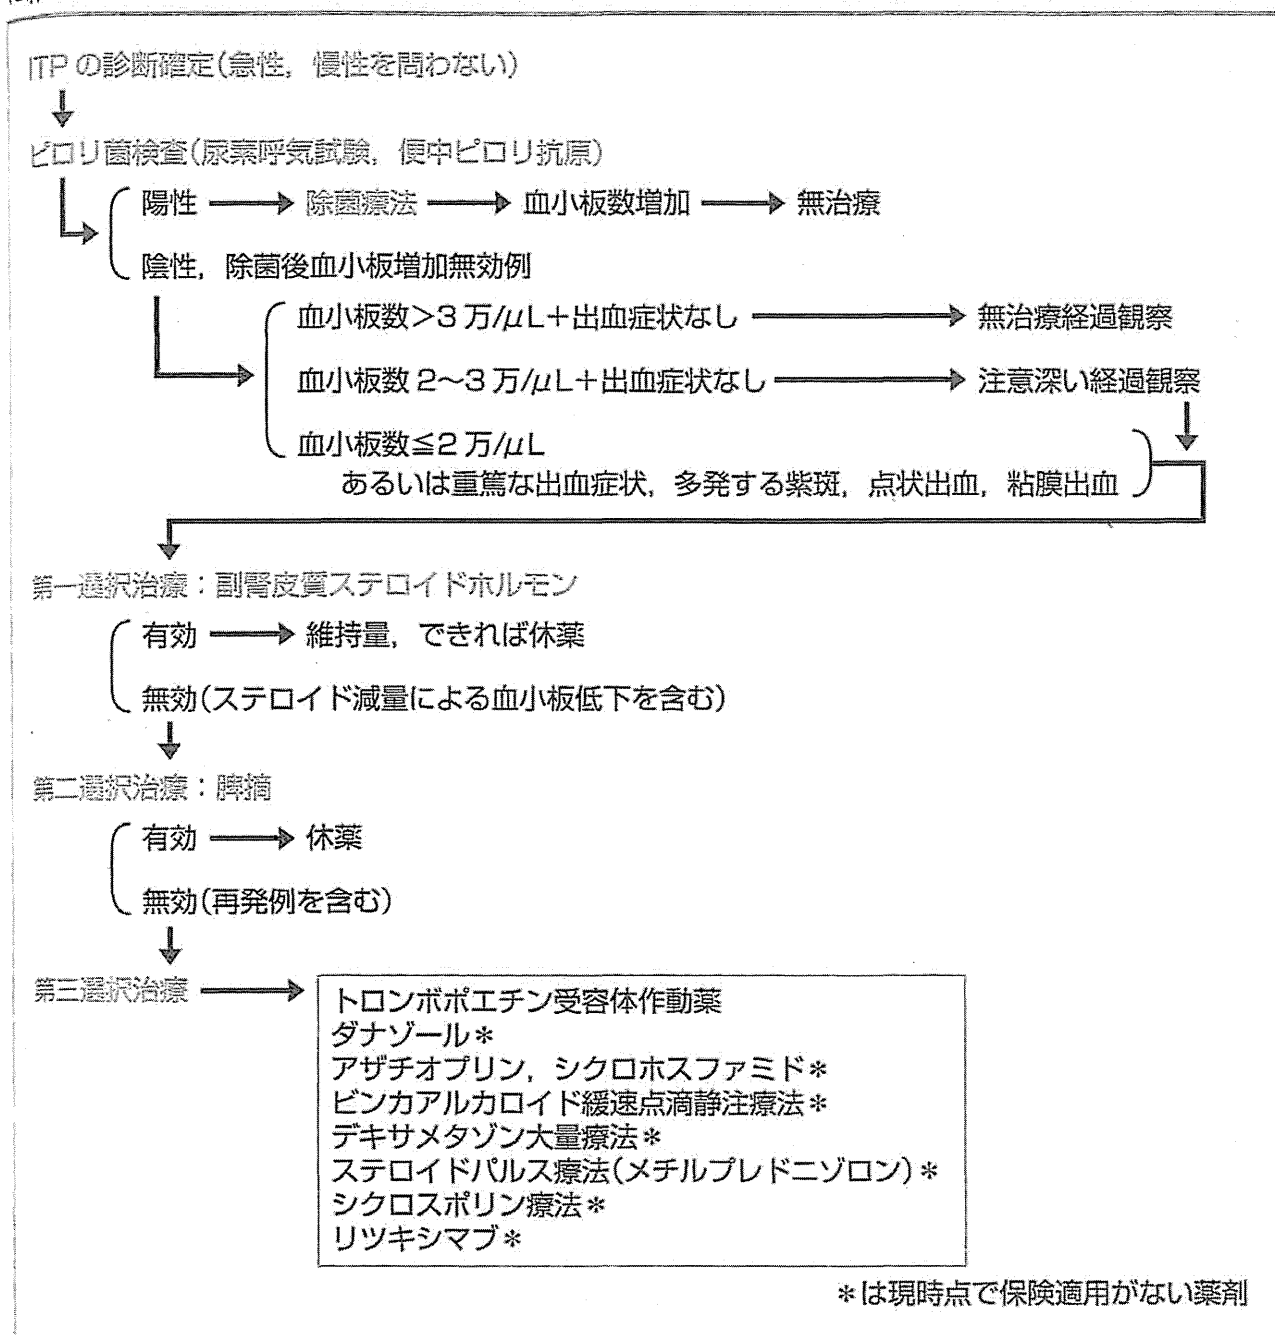 ITPの診断確定(急性，慢性を問わない)
ピロリ菌検査(尿素呼気試験，便中ピロリ抗原)
陽性 → 除菌療法 → 血小板数増加 → 無治療
陰性，除菌後血小板増加無効例
血小板数>3万/μL+出血症状なし → 無治療経過観察
血小板数2〜3万/μL+出血症状なし → 注意深い経過観察
血小板数≦2万/μL
あるいは重篤な出血症状，多発する紫斑，点状出血，粘膜出血
第一選択治療：副腎皮質ステロイドホルモン
有効 → 維持量，できれば休薬
無効(ステロイド減量による血小板低下を含む)
第二選択治療：脾摘
有効 → 休薬
無効(再発例を含む)
第三選択治療 →
トロンボポエチン受容体作動薬
ダナゾール*
アザチオプリン，シクロホスファミド*
ビンカアルカロイド緩速点滴静注療法*
デキサメタゾン大量療法*
ステロイドパルス療法(メチルプレドニゾロン)*
シクロスポリン療法*
リツキシマブ*
*は現時点で保険適用がない薬剤